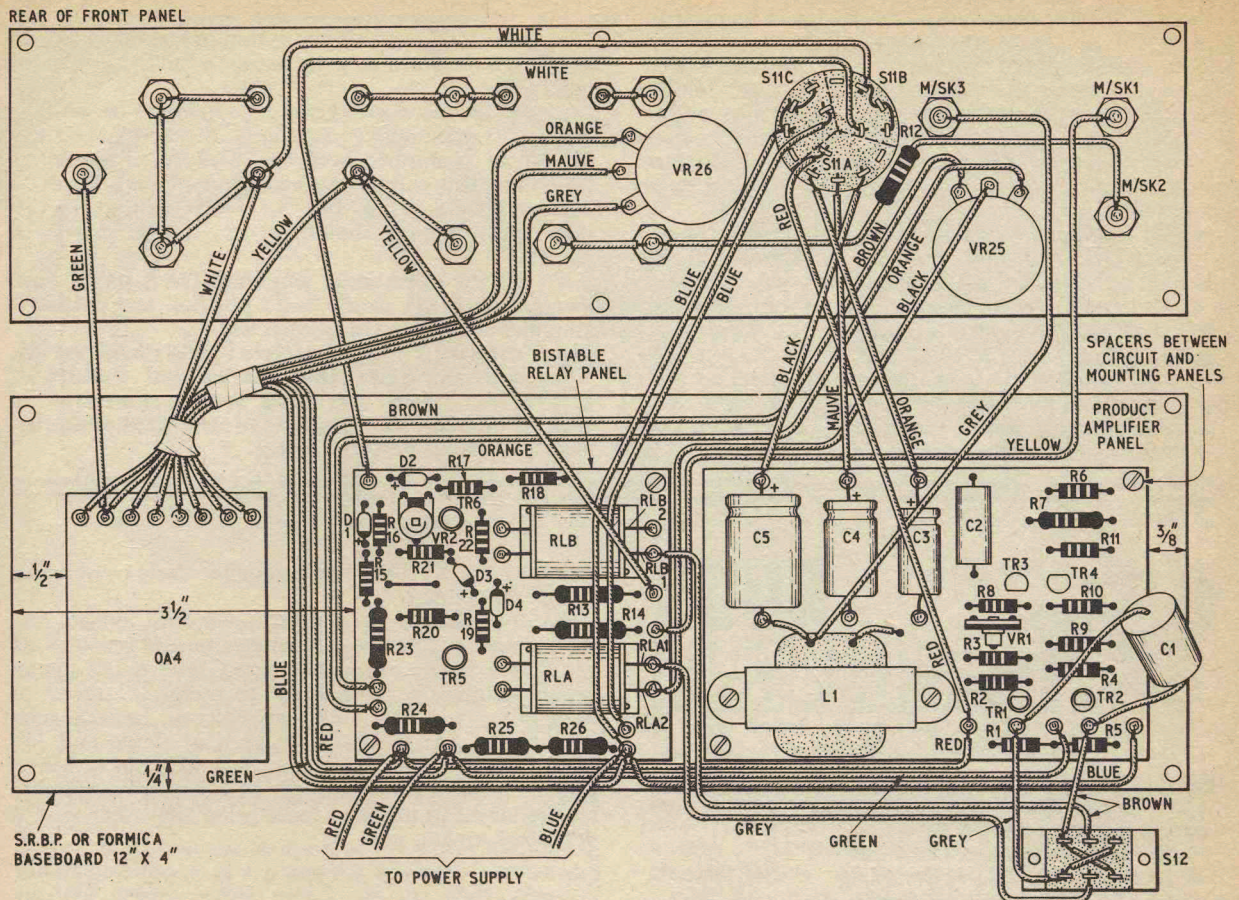 REAR OF FRONT PANEL
WHITE
WHITE
S11C
S11B
M/SK3
M/SK1
R12
ORANGE
MAUVE
GREY
VR26
S11A
M/SK2
GREEN
WHITE
YELLOW
YELLOW
RED
BROWN
ORANGE
BLACK
VR25
BLUE
BLUE
BISTABLE
RELAY PANEL
BLACK
MAUVE
ORANGE
GREY
SPACERS BETWEEN
CIRCUIT AND
MOUNTING PANELS
BROWN
ORANGE
YELLOW
PRODUCT
AMPLIFIER
PANEL
D2
R17
R18
TR6
RLB
2
D
1
R
16
VR2
R
22
RLB
RLB
1
R21
R
15
D3
D4
R13
R14
R20
R
19
R23
TR5
RLA
RLA1
RLA2
R24
R25
R26
C5
C4
C3
C2
R6
R7
R11
TR3
TR4
R8
R10
VR1
R3
R9
R2
R4
C1
TR1
TR2
R1
R5
L1
RED
RED
BLUE
3/8"
1/2"
3 1/2"
OA4
BLUE
RED
1/4"
GREEN
S.R.B.P. OR FORMICA
BASEBOARD 12" X 4"
RED
GREEN
BLUE
TO POWER SUPPLY
GREY
GREEN
GREY
BROWN
S12